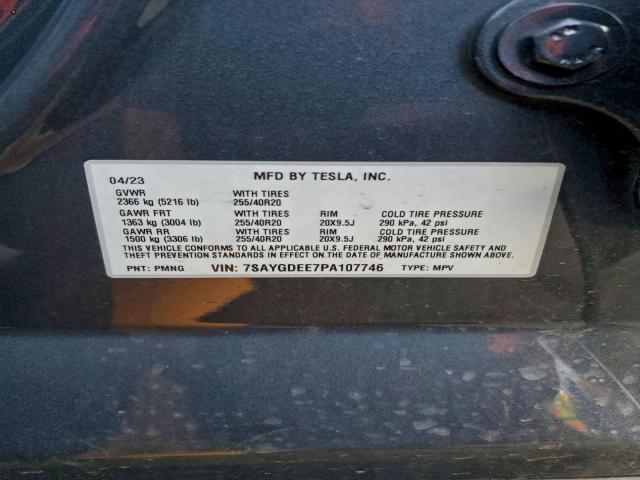 04/23 MFD BY TESLA, INC.
GVWR WITH TIRES
2366 kg (5216 lb) 255/40R20
GAWR FRT WITH TIRES RIM COLD TIRE PRESSURE
1363 kg (3004 lb) 255/40R20 20X9.5J 290 kPa, 42 psi
GAWR RR WITH TIRES RIM COLD TIRE PRESSURE
1500 kg (3306 lb) 255/40R20 20X9.5J 290 kPa, 42 psi
THIS VEHICLE CONFORMS TO ALL APPLICABLE U.S. FEDERAL MOTOR VEHICLE SAFETY AND
THEFT PREVENTION STANDARDS IN EFFECT ON THE DATE OF MANUFACTURE SHOWN ABOVE.
PNT: PMNG VIN: 7SAYGDEE7PA107746 TYPE: MPV